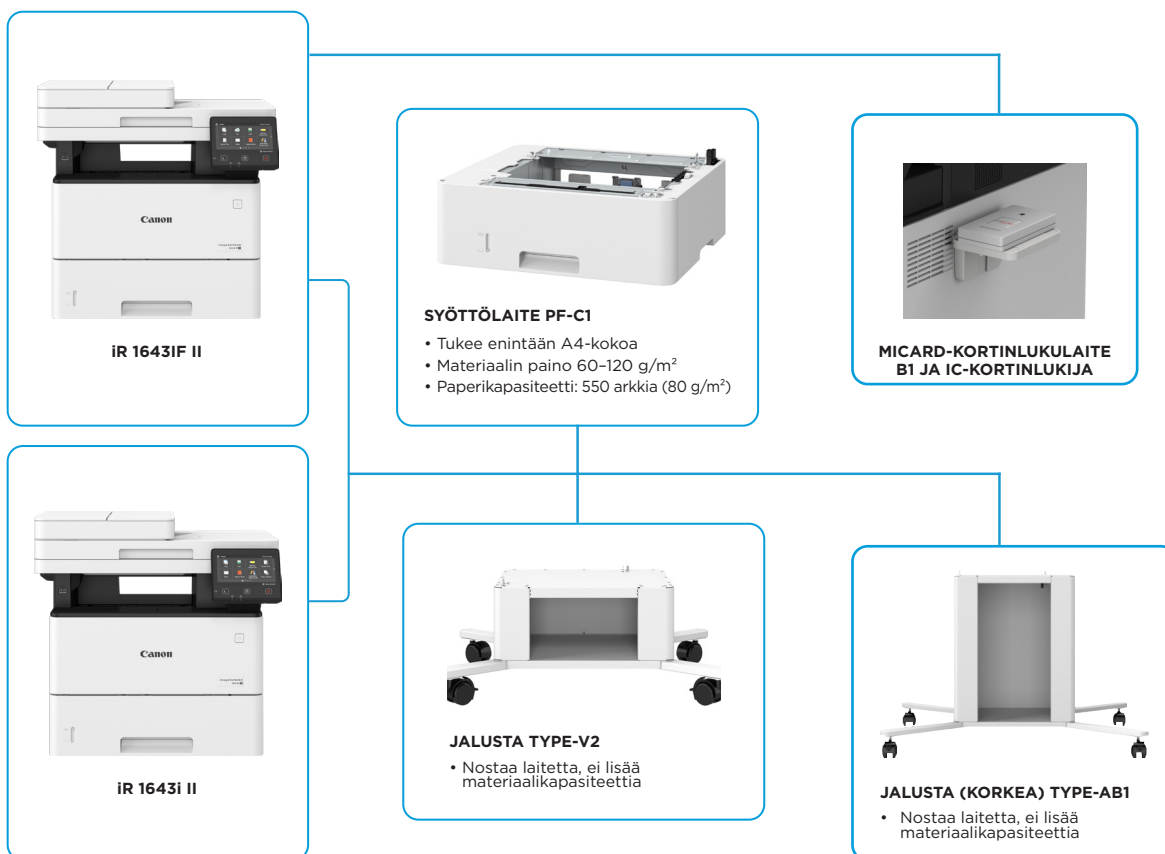 Canon
iR 1643IF II
SYÖTTÖLAITE PF-C1
• Tukee enintään A4-kokoa
• Materiaalin paino 60–120 g/m²
• Paperikapasiteetti: 550 arkkia (80 g/m²)
MICARD-KORTINLUKULAITE
B1 JA IC-KORTINLUKIJA
Canon
iR 1643i II
JALUSTA TYPE-V2
• Nostaa laitetta, ei lisää
materiaalikapasiteettia
JALUSTA (KORKEA) TYPE-AB1
• Nostaa laitetta, ei lisää
materiaalikapasiteettia